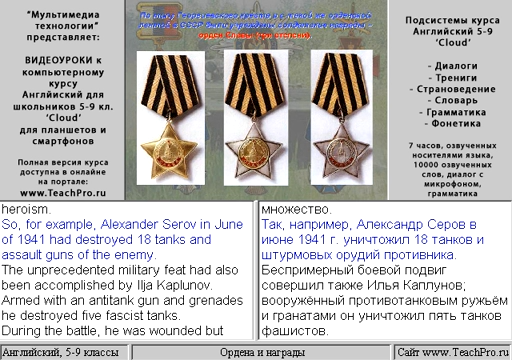 "Мультимедиа
технологии"
представляет:
ВИДЕОУРОКИ к
компьютерному
курсу
Английский для
школьников 5-9 кл.
'Cloud'
для планшетов и
смартфонов
Полная версия курса
доступна в онлайне
на портале:
www.TeachPro.ru
орден Славы трёх степеней.
Подсистемы курса
Английский 5-9
'Cloud'
- Диалоги
- Тренинги
- Страноведение
- Словарь
- Грамматика
- Фонетика
7 часов, озвученных
носителями языка,
10000 озвученных
слов, диалог с
микрофоном,
грамматика
heroism.
So, for example, Alexander Serov in June
of 1941 had destroyed 18 tanks and
assault guns of the enemy.
The unprecedented military feat had also
been accomplished by Ilja Kaplunov.
Armed with an antitank gun and grenades
he destroyed five fascist tanks.
During the battle, he was wounded but
множество.
Так, например, Александр Серов в
июне 1941 г. уничтожил 18 танков и
штурмовых орудий противника.
Беспримерный боевой подвиг
совершил также Илья Каплунов;
вооружённый противотанковым ружьём
и гранатами он уничтожил пять танков
фашистов.
Английский, 5-9 классы
Ордена и награды
Сайт www.TeachPro.ru